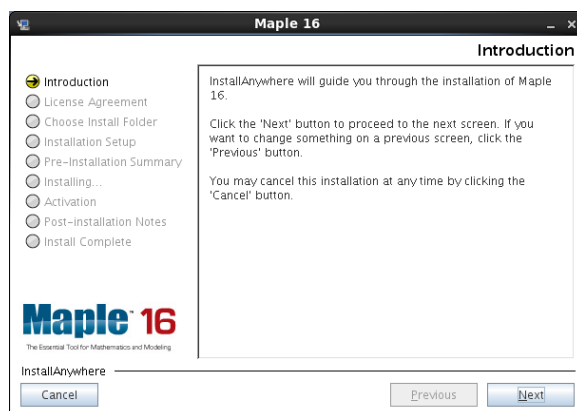 Maple 16
Introduction
Introduction
License Agreement
Choose Install Folder
Installation Setup
Pre-Installation Summary
Installing...
Activation
Post-installation Notes
Install Complete
InstallAnywhere will guide you through the installation of Maple
16.
Click the 'Next' button to proceed to the next screen. If you
want to change something on a previous screen, click the
'Previous' button.
You may cancel this installation at any time by clicking the
'Cancel' button.
Maple™ 16
The Essential Tool for Mathematics and Modeling
InstallAnywhere
Cancel
Previous
Next